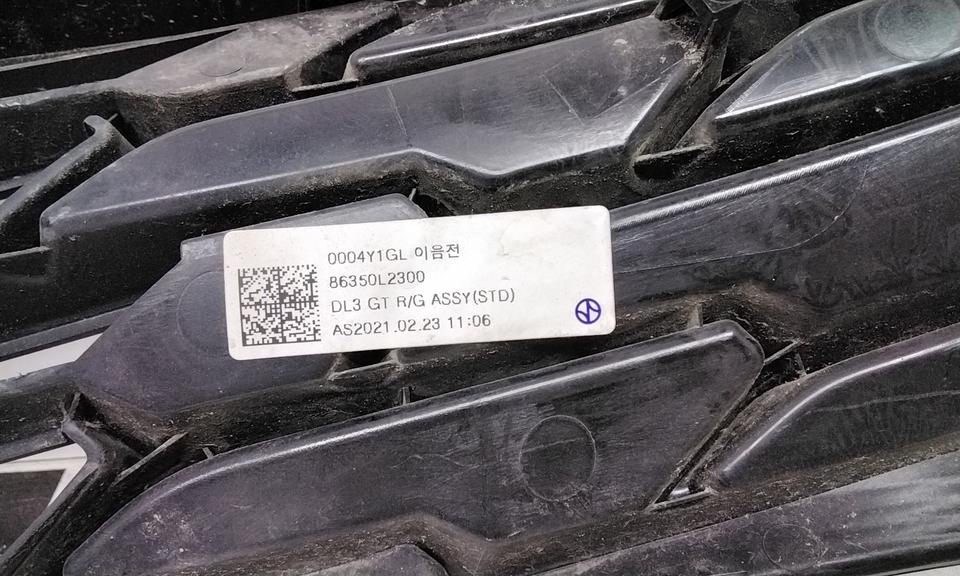 0004Y1GL 이음전
86350L2300
DL3 GT R/G ASSY(STD)
AS2021.02.23 11:06